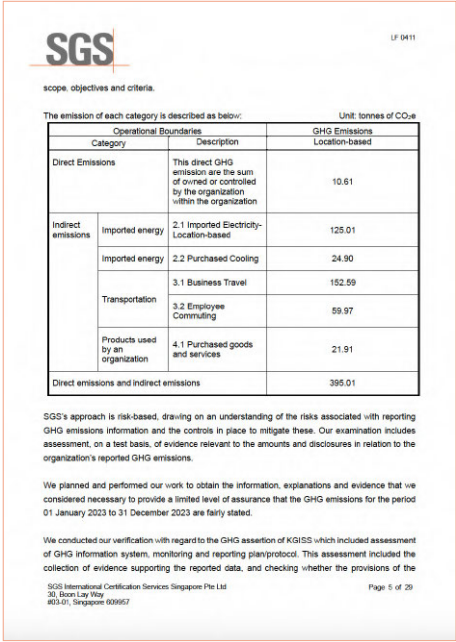 SGS
LF 0411
scope, objectives and criteria.
The emission of each category is described as below: Unit: tonnes of CO₂e
Operational Boundaries GHG Emissions
Category Description Location-based
Direct Emissions This direct GHG
emission are the sum
of owned or controlled
by the organization
within the organization
10.61
Indirect
emissions
Imported energy 2.1 Imported Electricity-
Location-based
125.01
Imported energy 2.2 Purchased Cooling 24.90
Transportation
3.1 Business Travel 152.59
3.2 Employee
Commuting
59.97
Products used
by an
organization
4.1 Purchased goods
and services
21.91
Direct emissions and indirect emissions 395.01
SGS's approach is risk-based, drawing on an understanding of the risks associated with reporting
GHG emissions information and the controls in place to mitigate these. Our examination includes
assessment, on a test basis, of evidence relevant to the amounts and disclosures in relation to the
organization's reported GHG emissions.
We planned and performed our work to obtain the information, explanations and evidence that we
considered necessary to provide a limited level of assurance that the GHG emissions for the period
01 January 2023 to 31 December 2023 are fairly stated.
We conducted our verification with regard to the GHG assertion of KGISS which included assessment
of GHG information system, monitoring and reporting plan/protocol. This assessment included the
collection of evidence supporting the reported data, and checking whether the provisions of the
SGS International Certification Services Singapore Pte Ltd Page 5 of 29
30, Boon Lay Way
#03-01, Singapore 609957